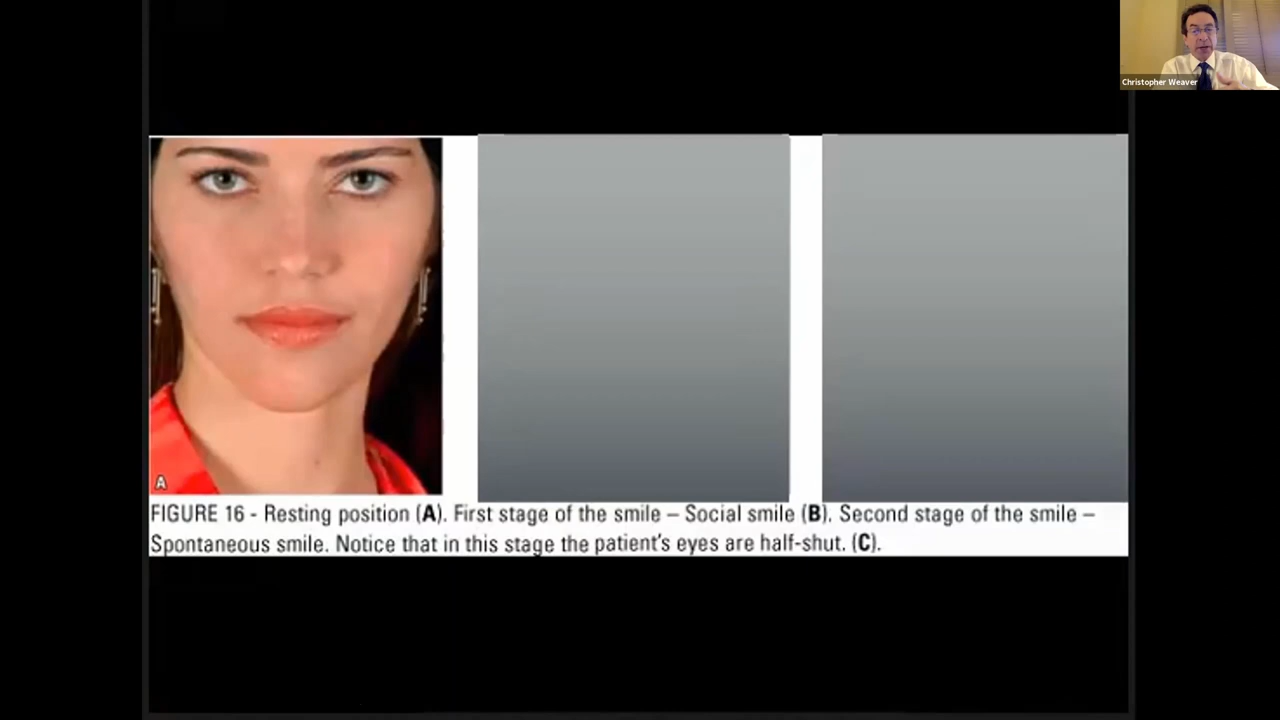 Christopher Weaver
A
FIGURE 16 - Resting position (A). First stage of the smile – Social smile (B). Second stage of the smile –
Spontaneous smile. Notice that in this stage the patient's eyes are half-shut. (C).